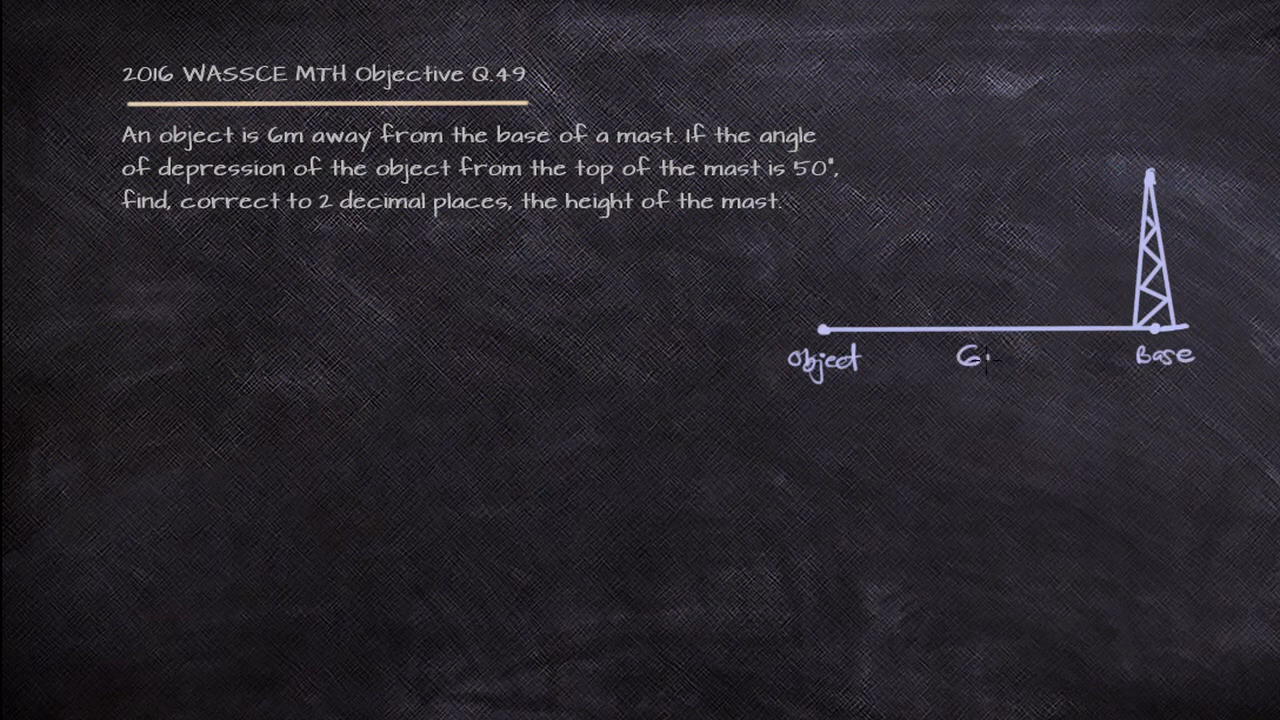 2016 WASSCE MTH Objective Q.49
An object is 6m away from the base of a mast. If the angle
of depression of the object from the top of the mast is 50°,
find, correct to 2 decimal places, the height of the mast.
Object 6 Base